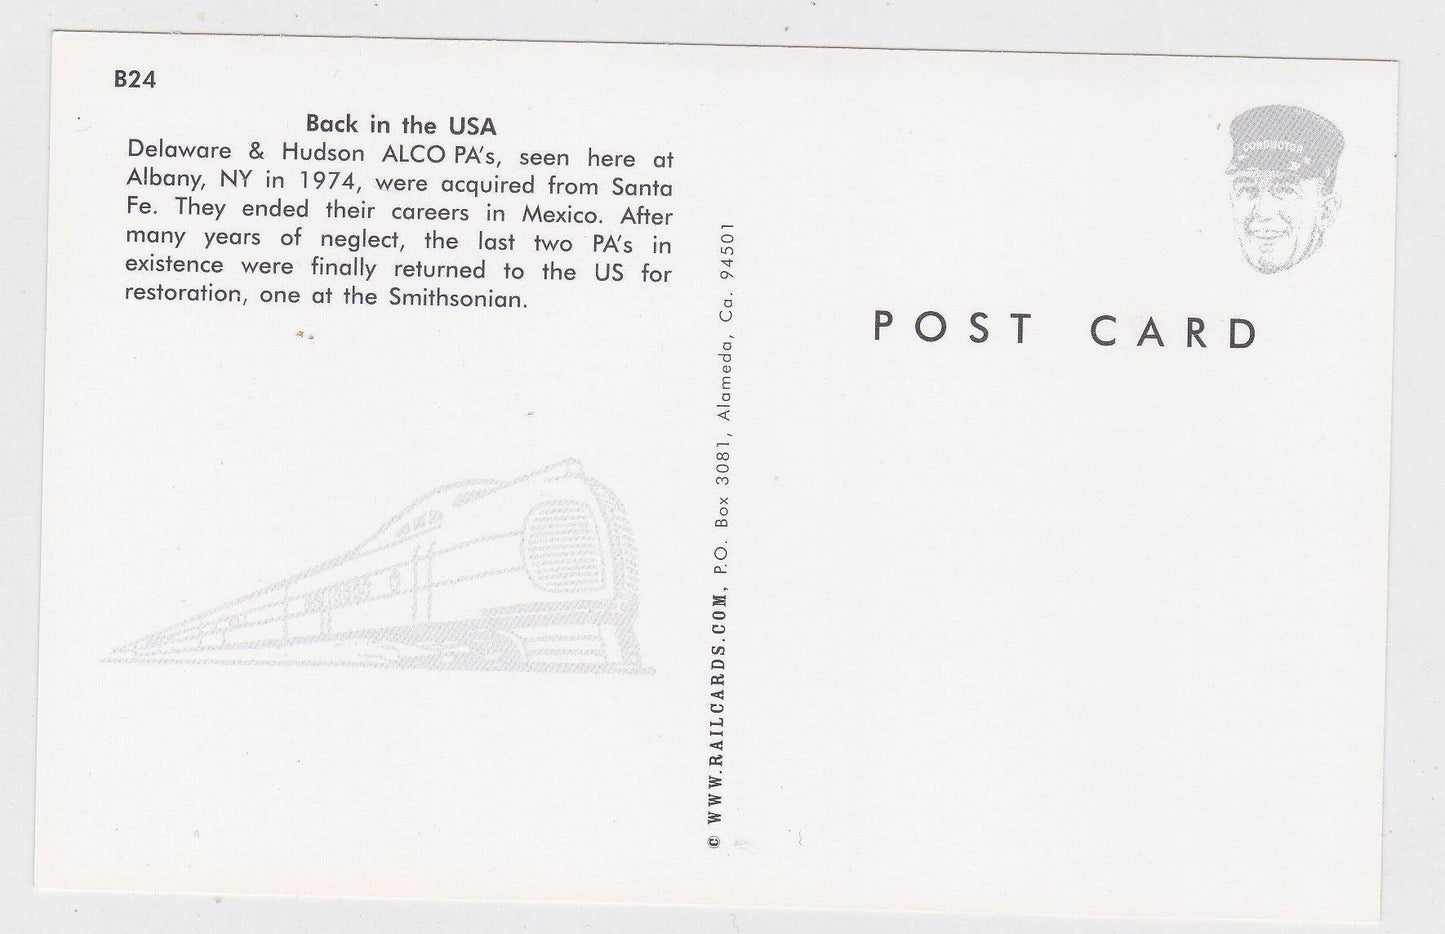 B24
Back in the USA
Delaware & Hudson ALCO PA's, seen here at
Albany, NY in 1974, were acquired from Santa
Fe. They ended their careers in Mexico. After
many years of neglect, the last two PA's in
existence were finally returned to the US for
restoration, one at the Smithsonian.
© WWW.RAILCARDS.COM, P.O. Box 3081, Alameda, Ca. 94501
CONDUCTOR
POST CARD